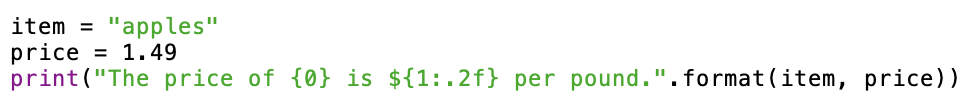 item = "apples"
price = 1.49
print("The price of {0} is ${1:.2f} per pound.".format(item, price))